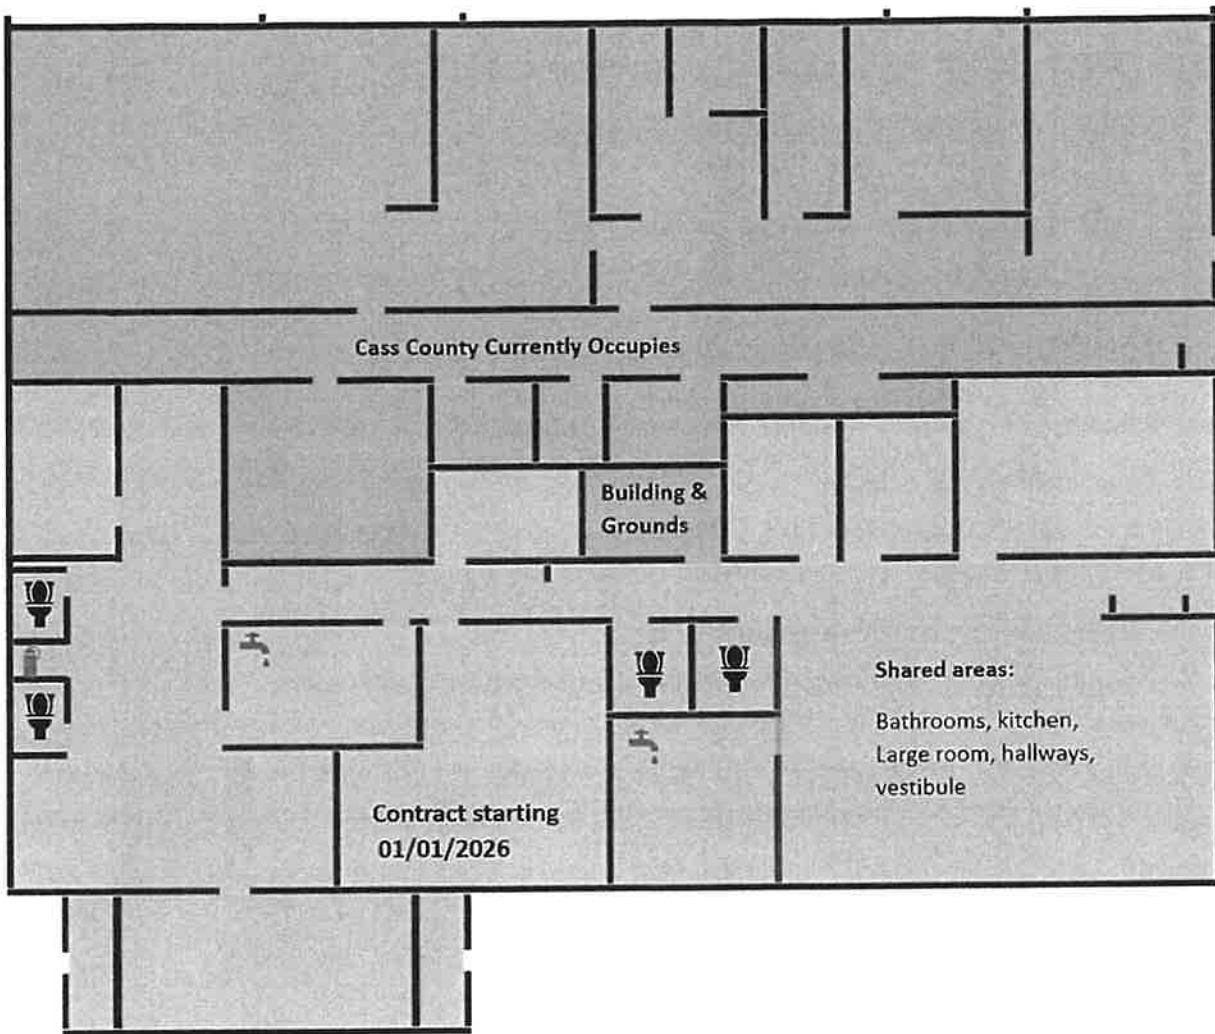 Cass County Currently Occupies
Building &
Grounds
Shared areas:
Bathrooms, kitchen,
Large room, hallways,
vestibule
Contract starting
01/01/2026